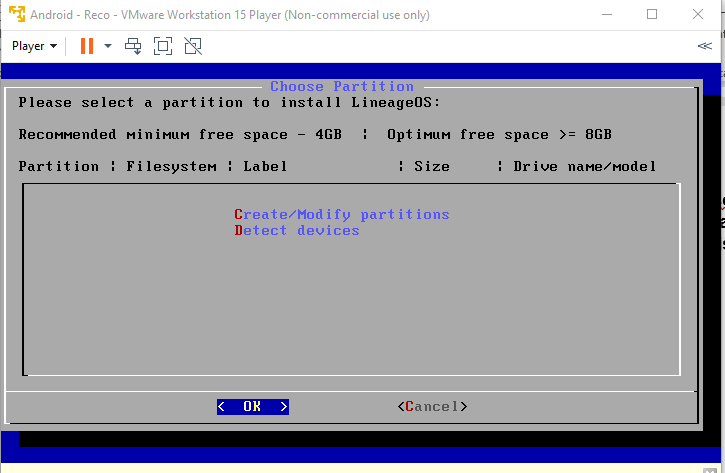 Android - Reco - VMware Workstation 15 Player (Non-commercial use only)
Player
Choose Partition
Please select a partition to install LineageOS:
Recommended minimum free space - 4GB ¦ Optimum free space >= 8GB
Partition ¦ Filesystem ¦ Label ¦ Size ¦ Drive name/model
Create/Modify partitions
Detect devices
< OK > <Cancel>